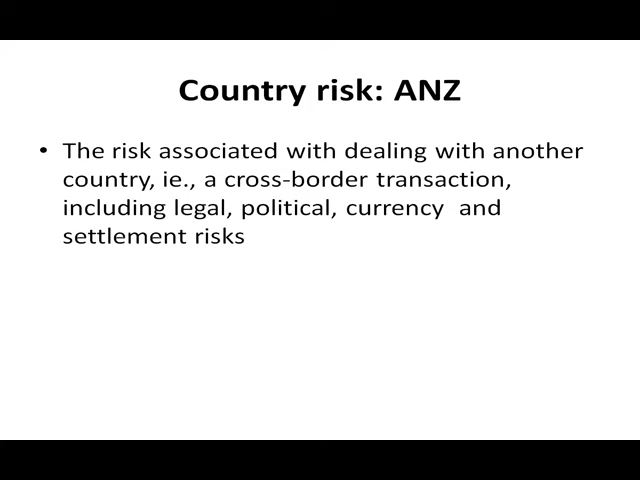 Country risk: ANZ
• The risk associated with dealing with another
country, ie., a cross-border transaction,
including legal, political, currency  and
settlement risks